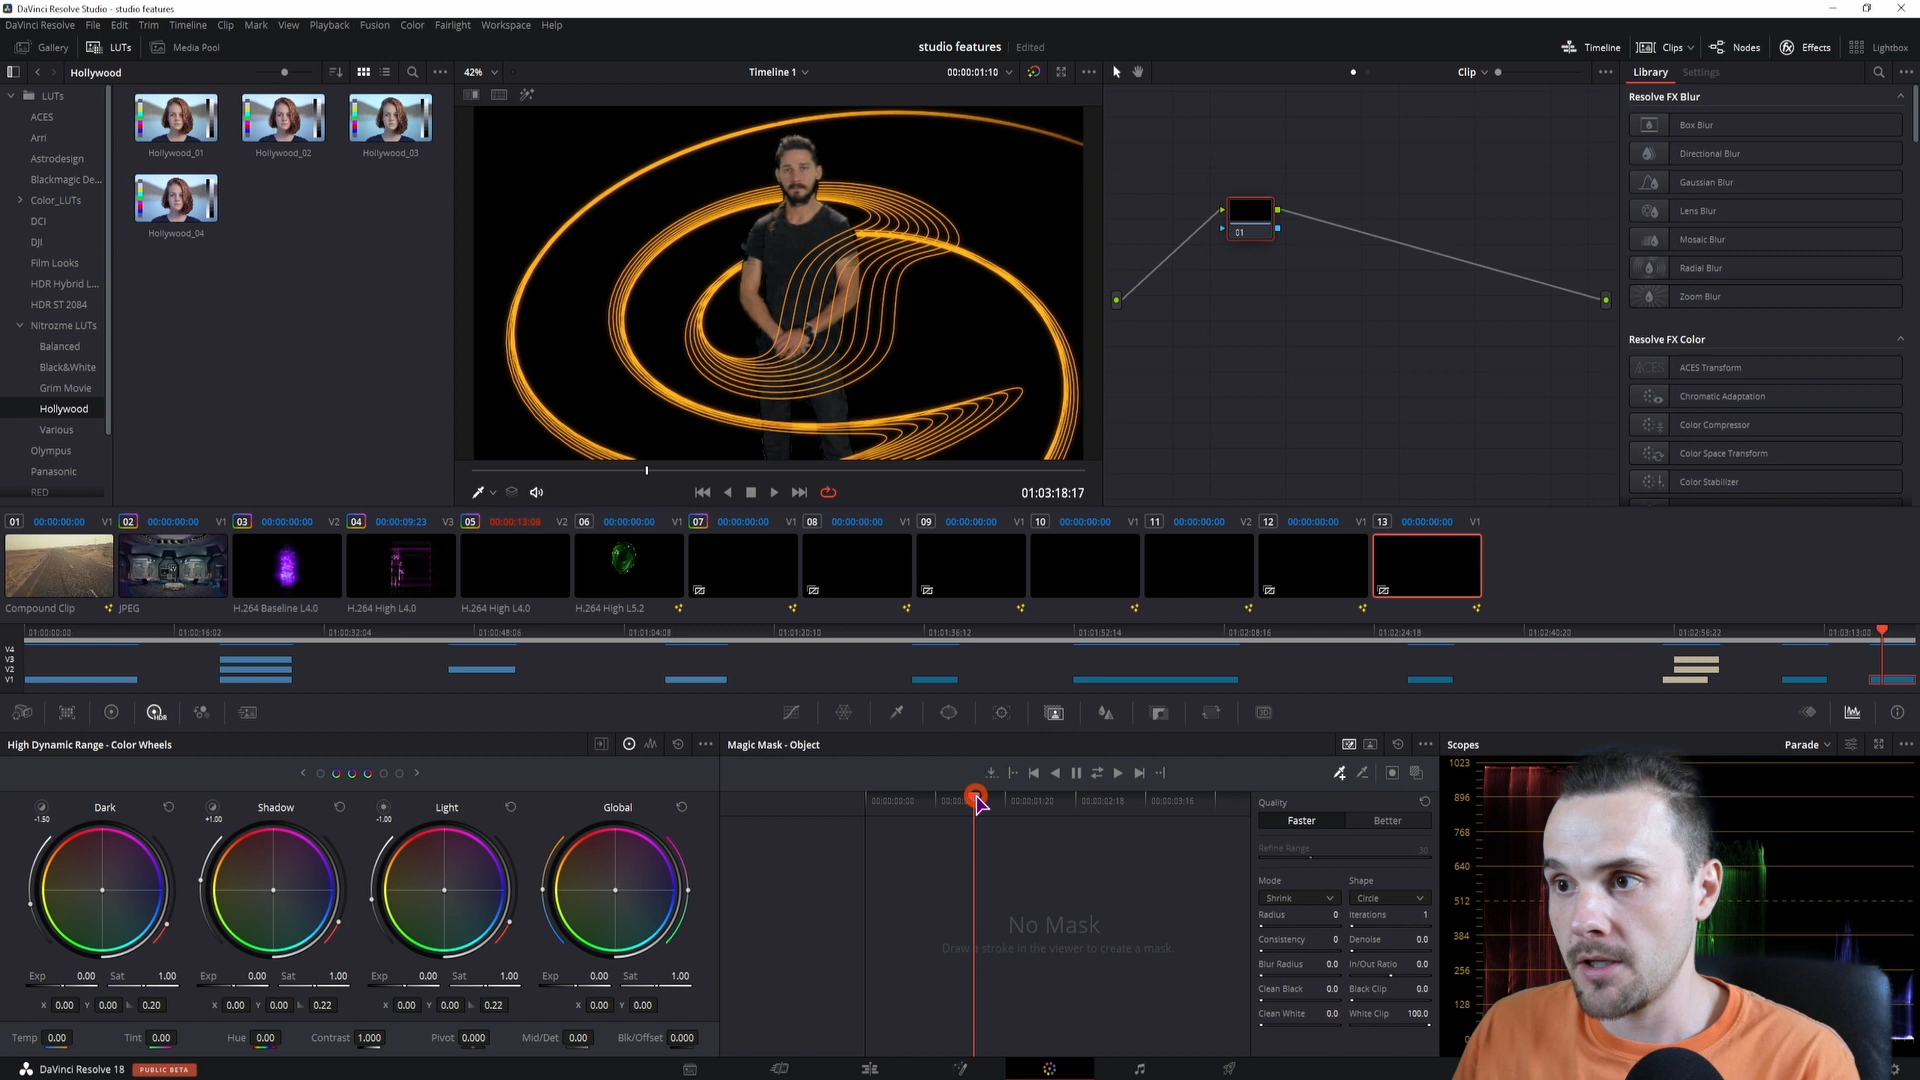 DaVinci Resolve Studio - studio features
DaVinci Resolve File Edit Trim Timeline Clip Mark View Playback Fusion Color Fairlight Workspace Help
Gallery LUTs Media Pool studio features Edited Timeline Clips Nodes Effects Lightbox
Hollywood 42% Timeline 1 00:00:01:10 Clip Library Settings
LUTs
ACES
Arri
Astrodesign
Blackmagic De...
Color_LUTs
DCI
DJI
Film Looks
HDR Hybrid L...
HDR ST 2084
Nitrozme LUTs
Balanced
Black&White
Grim Movie
Hollywood
Various
Olympus
Panasonic
RED
Hollywood_01 Hollywood_02 Hollywood_03
Hollywood_04
01:03:18:17
01
Resolve FX Blur
Box Blur
Directional Blur
Gaussian Blur
Lens Blur
Mosaic Blur
Radial Blur
Zoom Blur
Resolve FX Color
ACES Transform
Chromatic Adaptation
Color Compressor
Color Space Transform
Color Stabilizer
01 00:00:00:00 V1 02 00:00:00:00 V1 03 00:00:00:00 V2 04 00:00:09:23 V3 05 00:00:13:06 V2 06 00:00:00:00 V1 07 00:00:00:00 V1 08 00:00:00:00 V1 09 00:00:00:00 V1 10 00:00:00:00 V1 11 00:00:00:00 V2 12 00:00:00:00 V1 13 00:00:00:00 V1
Compound Clip JPEG H.264 Baseline L4.0 H.264 High L4.0 H.264 High L4.0 H.264 High L5.2
01:00:00:00 01:00:16:02 01:00:32:04 01:00:48:06 01:01:04:08 01:01:20:10 01:01:36:12 01:01:52:14 01:02:08:16 01:02:24:18 01:02:40:20 01:02:56:22 01:03:13:00
V4
V3
V2
V1
HDR 3D
High Dynamic Range - Color Wheels
Dark Shadow Light Global
-1.50 +1.00 -1.00
Exp 0.00 Sat 1.00 Exp 0.00 Sat 1.00 Exp 0.00 Sat 1.00 Exp 0.00 Sat 1.00
X 0.00 Y 0.00 0.20 X 0.00 Y 0.00 0.22 X 0.00 Y 0.00 0.22 X 0.00 Y 0.00
Temp 0.00 Tint 0.00 Hue 0.00 Contrast 1.000 Pivot 0.000 Mid/Det 0.00 Blk/Offset 0.000
Magic Mask - Object
00:00:00:00 00:00:01:20 00:00:02:18 00:00:03:16
No Mask
Draw a stroke in the viewer to create a mask.
Quality
Faster Better
Refine Range 30
Mode Shape
Shrink Circle
Radius 0 Iterations 1
Consistency 0 Denoise 0.0
Blur Radius 0.0 In/Out Ratio 0.0
Clean Black 0.0 Black Clip 0.0
Clean White 0.0 White Clip 100.0
Scopes Parade
1023
896
768
640
512
384
256
128
0
DaVinci Resolve 18 PUBLIC BETA